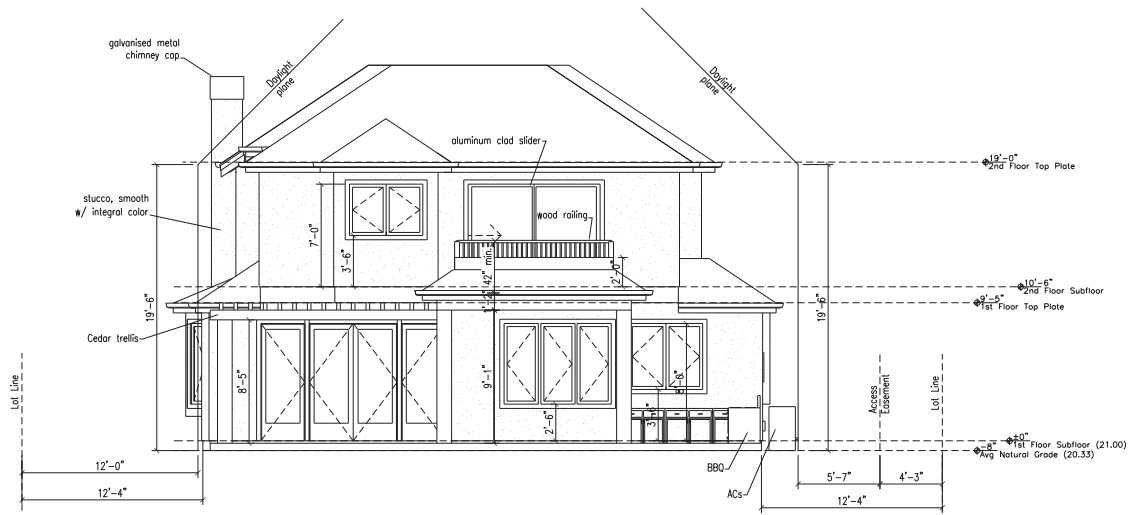 galvanised metal
chimney cap
Daylight
plane
Daylight
plane
aluminum clad slider
19'-0"
2nd Floor Top Plate
stucco, smooth
w/ integral color
wood railing
7'-0"
3'-6"
42" min.
2'-0"
10'-6"
2nd Floor Subfloor
9'-5"
1st Floor Top Plate
19'-6"
19'-6"
Cedar trellis
8'-5"
9'-1"
2'-6"
3'-6"
8'-6"
Lot Line
Access
Easement
Lot Line
±0"
1st Floor Subfloor (21.00)
-8"
Avg Natural Grade (20.33)
BBQ
ACs
12'-0"
12'-4"
5'-7"
4'-3"
12'-4"